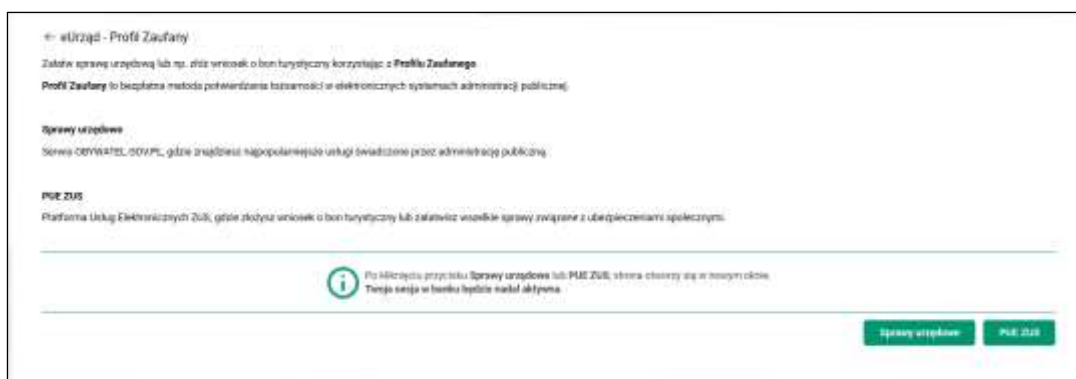 ← eUrząd - Profil Zaufany
Załatw sprawę urzędową lub np. złóż wniosek o bon turystyczny korzystając z Profilu Zaufanego.
Profil Zaufany to bezpłatna metoda potwierdzania tożsamości w elektronicznych systemach administracji publicznej.
Sprawy urzędowe
Serwis OBYWATEL.GOV.PL, gdzie znajdziesz najpopularniejsze usługi świadczone przez administrację publiczną.
PUE ZUS
Platforma Usług Elektronicznych ZUS, gdzie złożysz wniosek o bon turystyczny lub załatwisz wszelkie sprawy związane z ubezpieczeniami społecznymi.
Po kliknięciu przycisku Sprawy urzędowe lub PUE ZUS, strona otworzy się w nowym oknie.
Twoja sesja w banku będzie nadal aktywna.
Sprawy urzędowe PUE ZUS